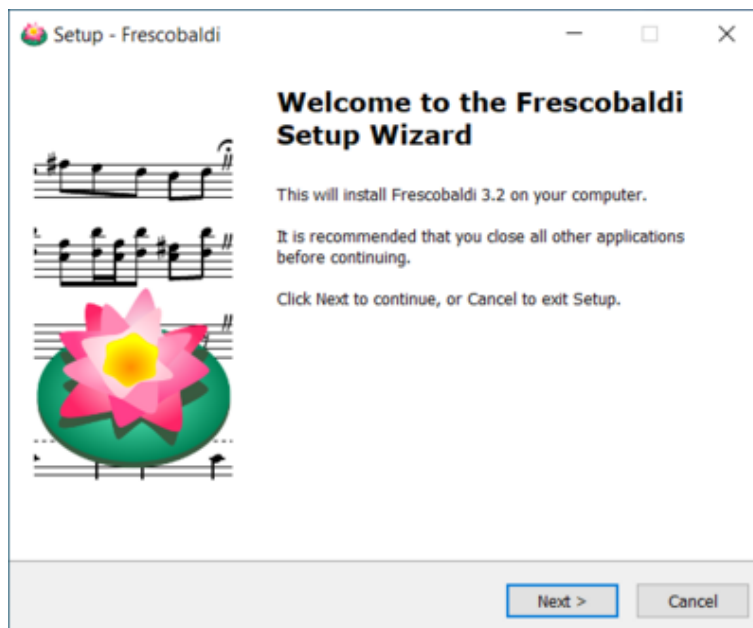 Setup - Frescobaldi
Welcome to the Frescobaldi
Setup Wizard
This will install Frescobaldi 3.2 on your computer.
It is recommended that you close all other applications
before continuing.
Click Next to continue, or Cancel to exit Setup.
Next >
Cancel